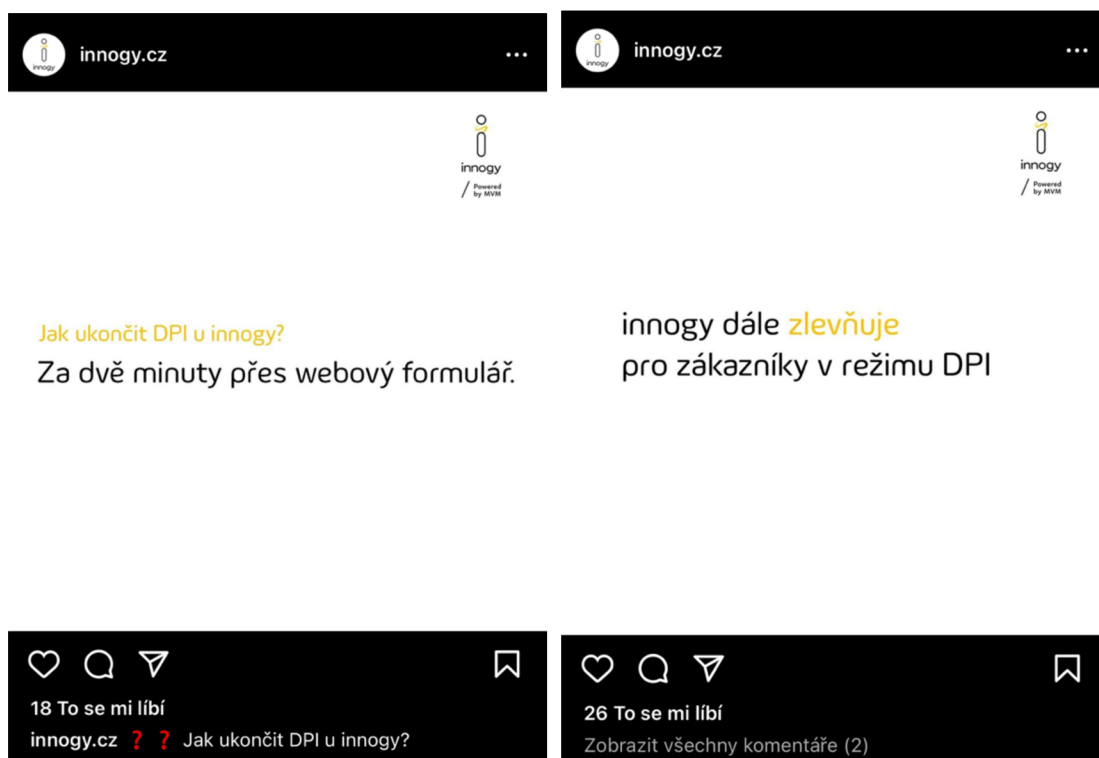 innogy
innogy.cz
innogy
Powered
by MVM
Jak ukončit DPI u innogy?
Za dvě minuty přes webový formulář.
18 To se mi líbí
innogy.cz ❓ ❓ Jak ukončit DPI u innogy?
innogy
innogy.cz
innogy
Powered
by MVM
innogy dále zlevňuje
pro zákazníky v režimu DPI
26 To se mi líbí
Zobrazit všechny komentáře (2)